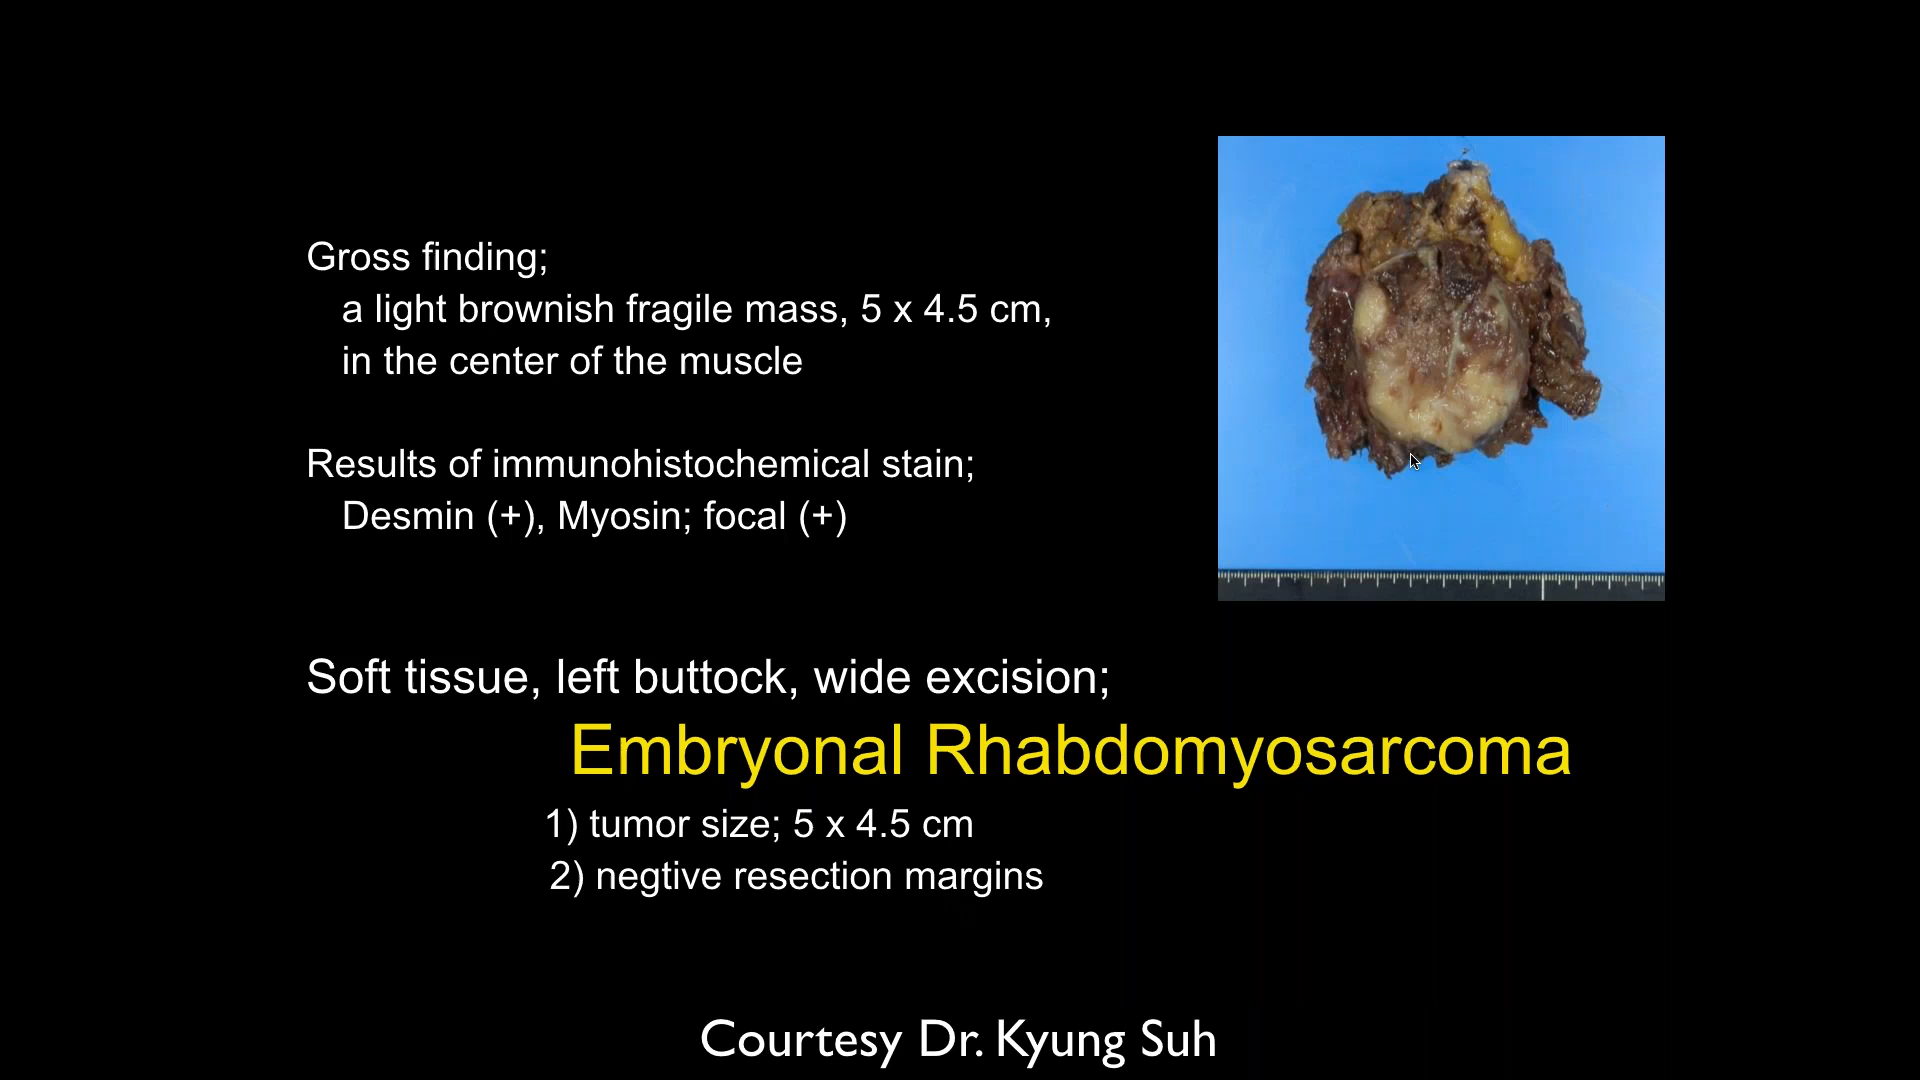 Gross finding;
a light brownish fragile mass, 5 x 4.5 cm,
in the center of the muscle
Results of immunohistochemical stain;
Desmin (+), Myosin; focal (+)
Soft tissue, left buttock, wide excision;
Embryonal Rhabdomyosarcoma
1) tumor size; 5 x 4.5 cm
2) negtive resection margins
Courtesy Dr. Kyung Suh